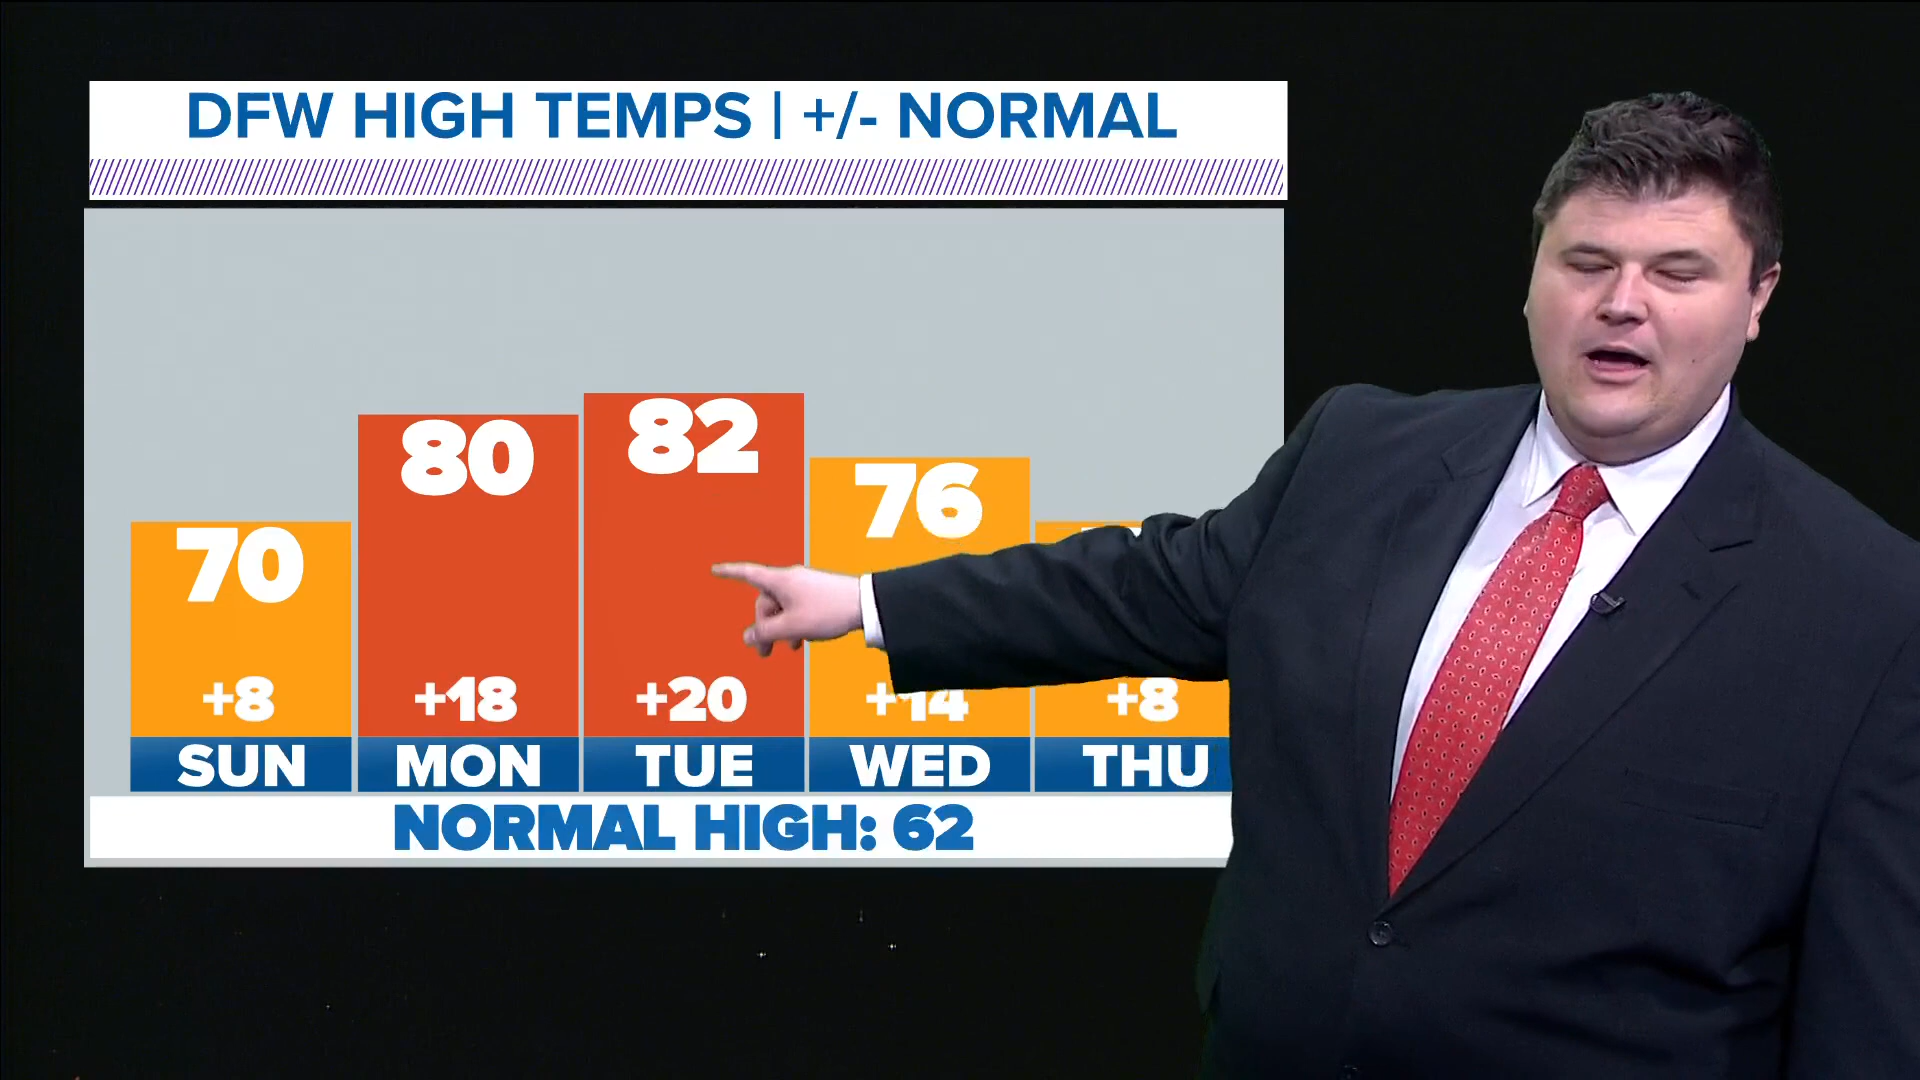 DFW HIGH TEMPS | +/- NORMAL
70 80 82 76
+8 +18 +20 +14 +8
SUN MON TUE WED THU
NORMAL HIGH: 62